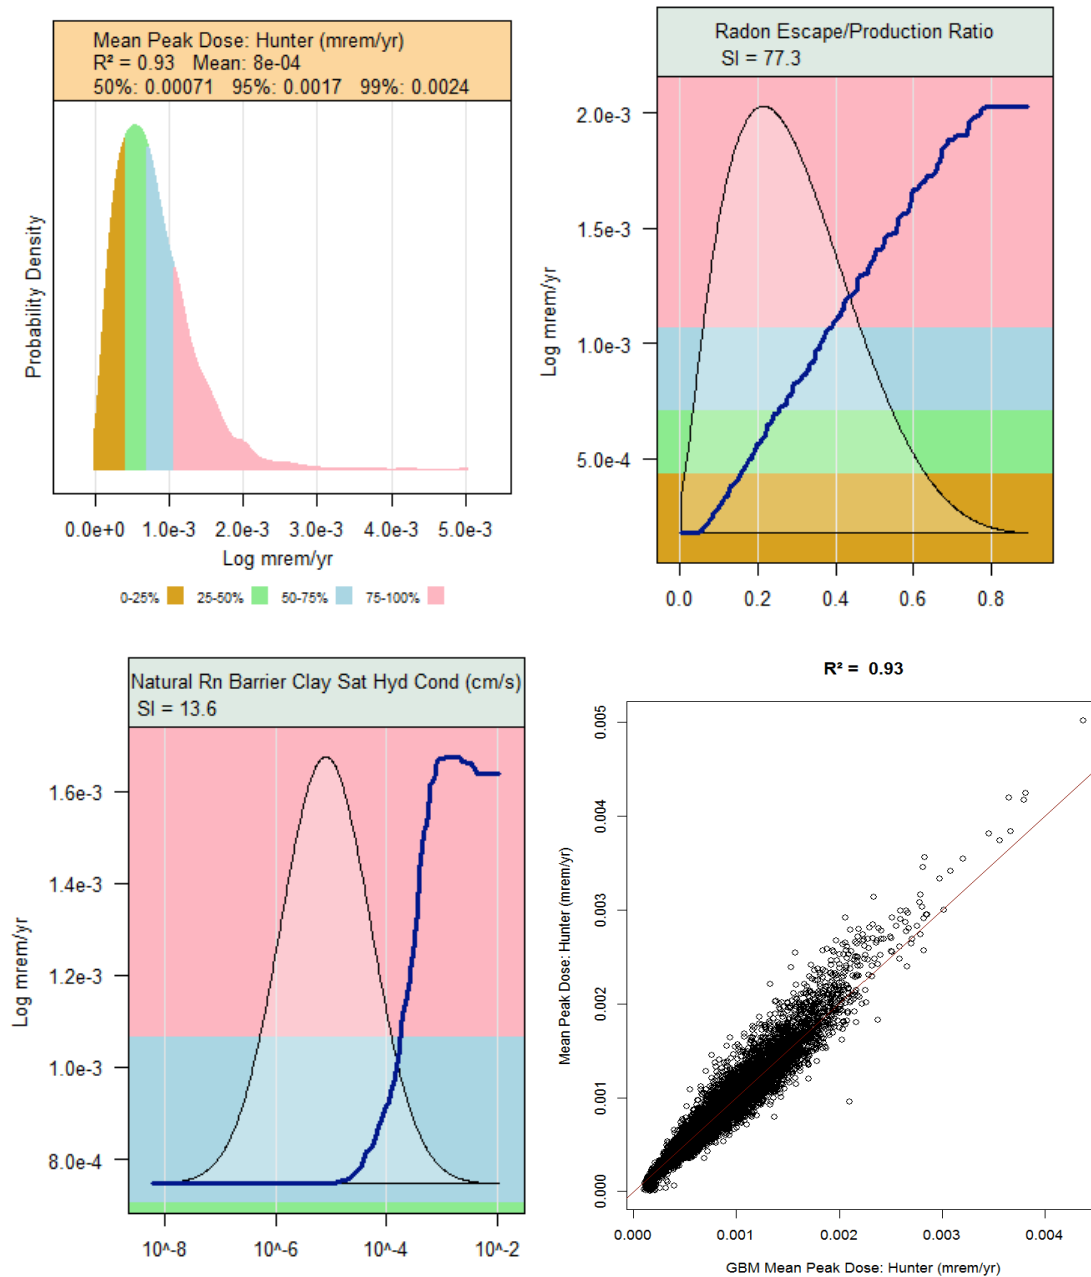 Mean Peak Dose: Hunter (mrem/yr)
R² = 0.93 Mean: 8e-04
50%: 0.00071 95%: 0.0017 99%: 0.0024
Probability Density
0.0e+0 1.0e-3 2.0e-3 3.0e-3 4.0e-3 5.0e-3
Log mrem/yr
0-25% 25-50% 50-75% 75-100%
Radon Escape/Production Ratio
SI = 77.3
Log mrem/yr
2.0e-3
1.5e-3
1.0e-3
5.0e-4
0.0 0.2 0.4 0.6 0.8
Natural Rn Barrier Clay Sat Hyd Cond (cm/s)
SI = 13.6
Log mrem/yr
1.6e-3
1.4e-3
1.2e-3
1.0e-3
8.0e-4
10^-8 10^-6 10^-4 10^-2
R² = 0.93
Mean Peak Dose: Hunter (mrem/yr)
0.005
0.004
0.003
0.002
0.001
0.000
0.000 0.001 0.002 0.003 0.004
GBM Mean Peak Dose: Hunter (mrem/yr)